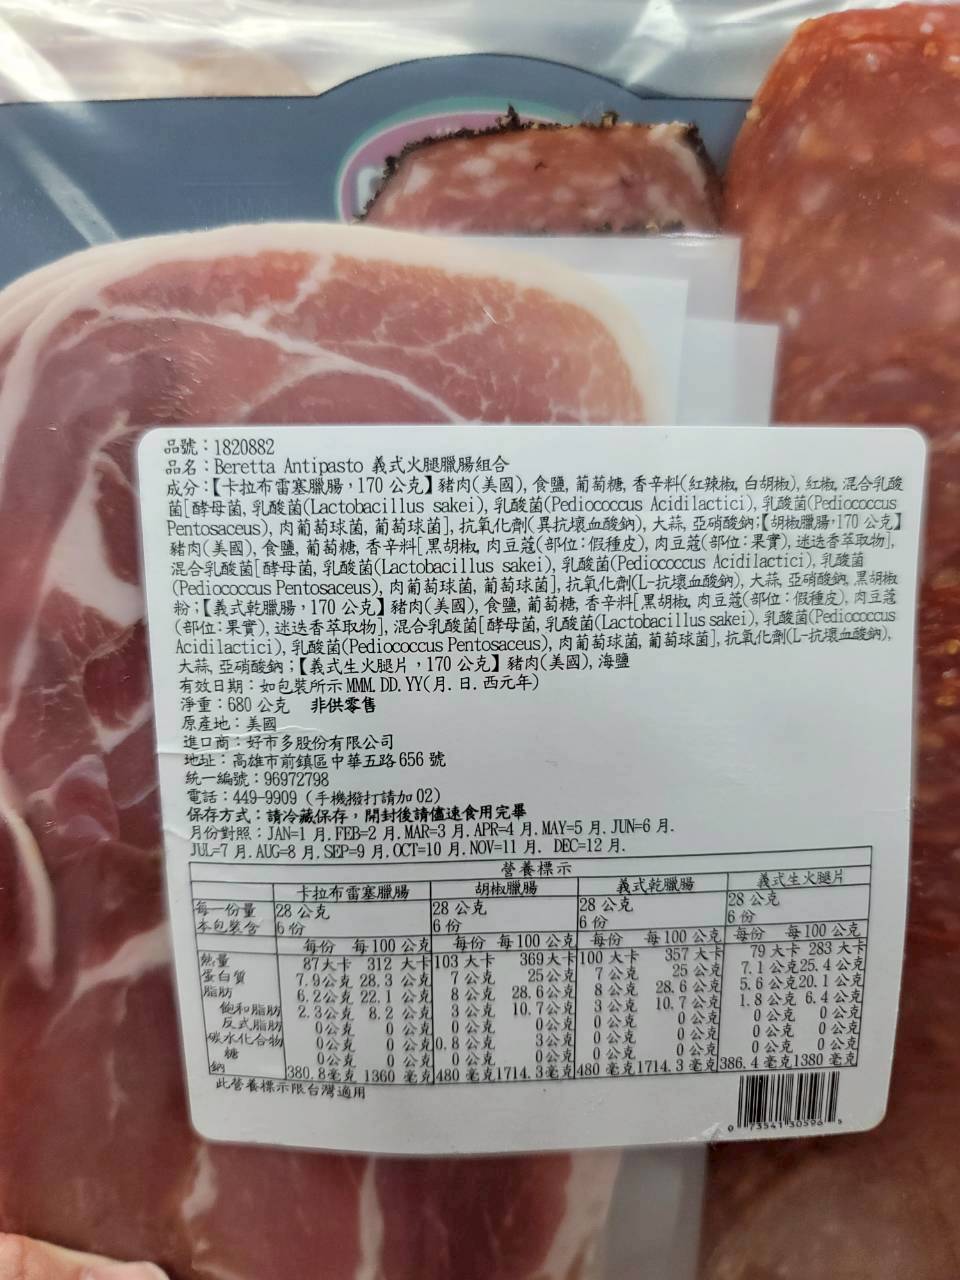 品號：1820882
品名：Beretta Antipasto 義式火腿臘腸組合
成分：【卡拉布雷塞臘腸，170 公克】豬肉(美國), 食鹽, 葡萄糖, 香辛料(紅辣椒, 白胡椒), 紅椒, 混合乳酸
菌[酵母菌, 乳酸菌(Lactobacillus sakei), 乳酸菌(Pediococcus Acidilactici), 乳酸菌(Pediococcus
Pentosaceus), 肉葡萄球菌, 葡萄球菌], 抗氧化劑(異抗壞血酸鈉), 大蒜, 亞硝酸鈉;【胡椒臘腸,170 公克】
豬肉(美國), 食鹽, 葡萄糖, 香辛料[黑胡椒, 肉豆蔻(部位:假種皮), 肉豆蔻(部位:果實), 迷迭香萃取物],
混合乳酸菌[酵母菌, 乳酸菌(Lactobacillus sakei), 乳酸菌(Pediococcus Acidilactici), 乳酸菌
(Pediococcus Pentosaceus), 肉葡萄球菌, 葡萄球菌], 抗氧化劑(L-抗壞血酸鈉), 大蒜, 亞硝酸鈉, 黑胡椒
粉;【義式乾臘腸，170 公克】豬肉(美國), 食鹽, 葡萄糖, 香辛料[黑胡椒, 肉豆蔻(部位:假種皮), 肉豆蔻
(部位:果實), 迷迭香萃取物], 混合乳酸菌[酵母菌, 乳酸菌(Lactobacillus sakei), 乳酸菌(Pediococcus
Acidilactici), 乳酸菌(Pediococcus Pentosaceus), 肉葡萄球菌, 葡萄球菌], 抗氧化劑(L-抗壞血酸鈉),
大蒜, 亞硝酸鈉；【義式生火腿片，170 公克】豬肉(美國), 海鹽
有效日期：如包裝所示 MMM. DD. YY(月. 日. 西元年)
淨重：680 公克 非供零售
原產地：美國
進口商：好市多股份有限公司
地址：高雄市前鎮區中華五路 656 號
統一編號：96972798
電話：449-9909 (手機撥打請加 02)
保存方式：請冷藏保存，開封後請儘速食用完畢
月份對照：JAN=1 月. FEB=2 月. MAR=3 月. APR=4 月. MAY=5 月. JUN=6 月.
JUL=7 月. AUG=8 月. SEP=9 月. OCT=10 月. NOV=11 月. DEC=12 月.
營養標示
卡拉布雷塞臘腸 胡椒臘腸 義式乾臘腸 義式生火腿片
每一份量 28 公克 28 公克 28 公克 28 公克
本包裝含 6 份 6 份 6 份 6 份
每份 每 100 公克 每份 每 100 公克 每份 每 100 公克 每份 每 100 公克
熱量 87 大卡 312 大卡 103 大卡 369 大卡 100 大卡 357 大卡 79 大卡 283 大卡
蛋白質 7.9 公克 28.3 公克 7 公克 25 公克 7 公克 25 公克 7.1 公克 25.4 公克
脂肪 6.2 公克 22.1 公克 8 公克 28.6 公克 8 公克 28.6 公克 5.6 公克 20.1 公克
飽和脂肪 2.3 公克 8.2 公克 3 公克 10.7 公克 3 公克 10.7 公克 1.8 公克 6.4 公克
反式脂肪 0 公克 0 公克 0 公克 0 公克 0 公克 0 公克 0 公克 0 公克
碳水化合物 0 公克 0 公克 0.8 公克 3 公克 0 公克 0 公克 0 公克 0 公克
糖 0 公克 0 公克 0 公克 0 公克 0 公克 0 公克 0 公克 0 公克
鈉 380.8 毫克 1360 毫克 480 毫克 1714.3 毫克 480 毫克 1714.3 毫克 386.4 毫克 1380 毫克
此營養標示限台灣適用